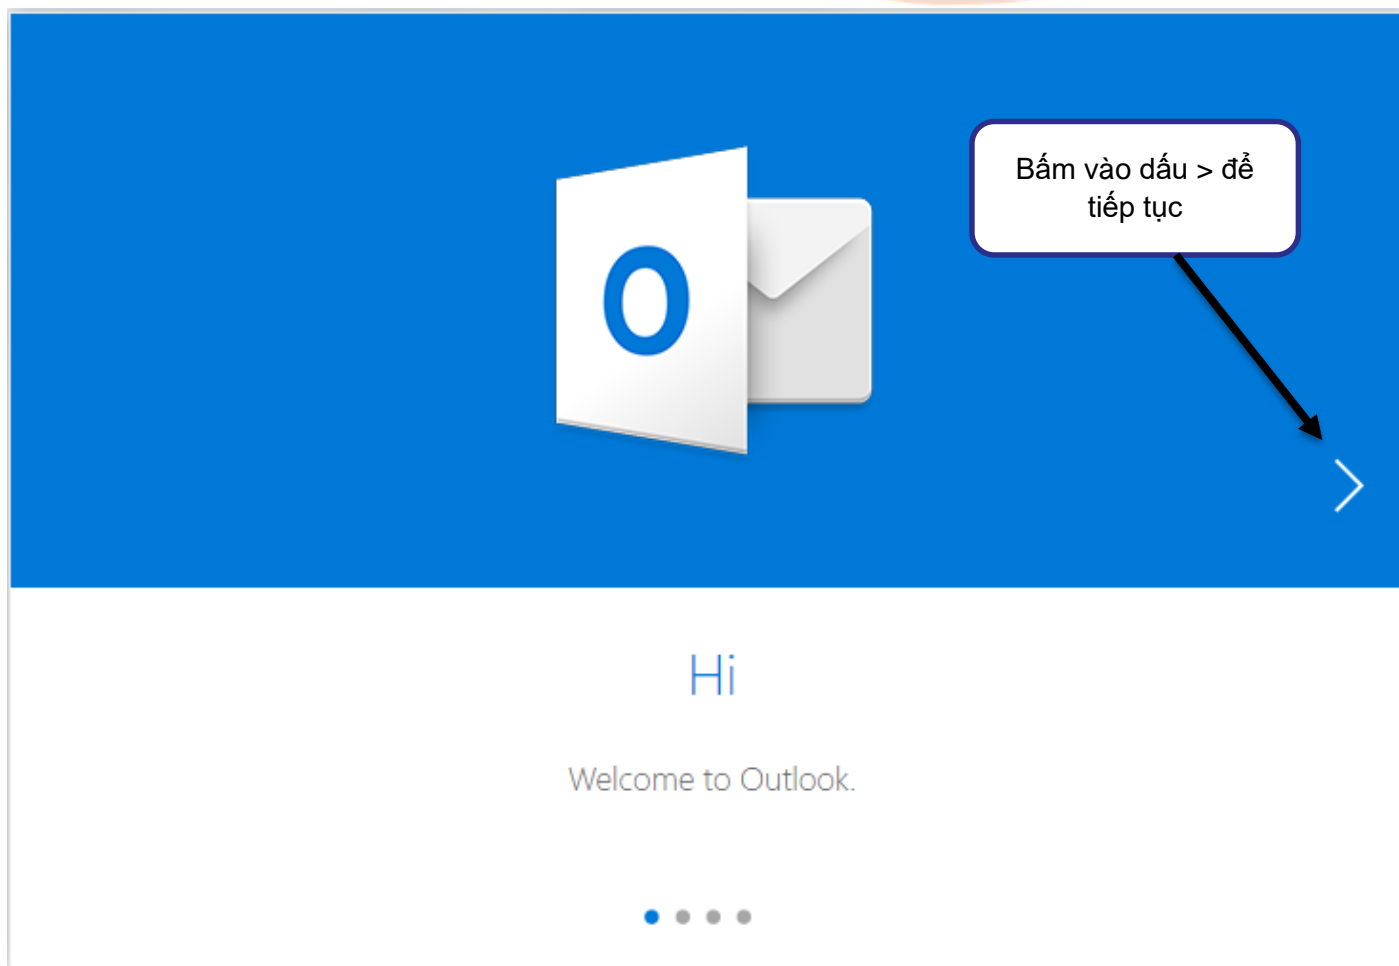 Bấm vào dấu > để
tiếp tục
O
Hi
Welcome to Outlook.